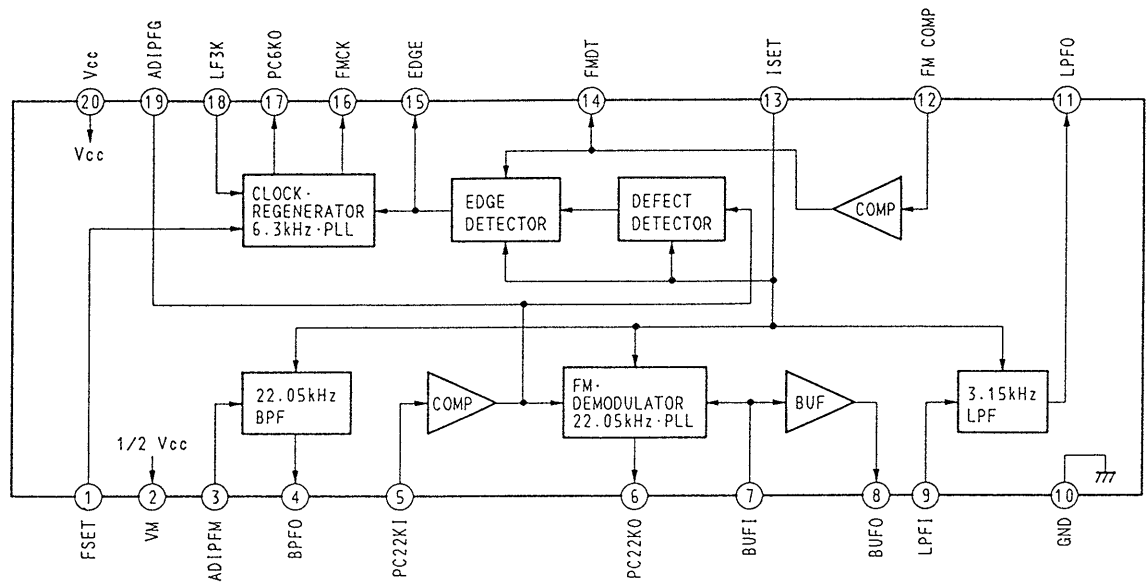 Vcc
ADIPFG
LF3K
PC6KO
FMCK
EDGE
FMDT
ISET
FM COMP
LPFO
20
19
18
17
16
15
14
13
12
11
Vcc
CLOCK·
REGENERATOR
6.3kHz·PLL
EDGE
DETECTOR
DEFECT
DETECTOR
COMP
22.05kHz
BPF
COMP
FM·
DEMODULATOR
22.05kHz·PLL
BUF
3.15kHz
LPF
1/2 Vcc
1
2
3
4
5
6
7
8
9
10
FSET
VM
ADIPFM
BPFO
PC22KI
PC22KO
BUFI
BUFO
LPFI
GND